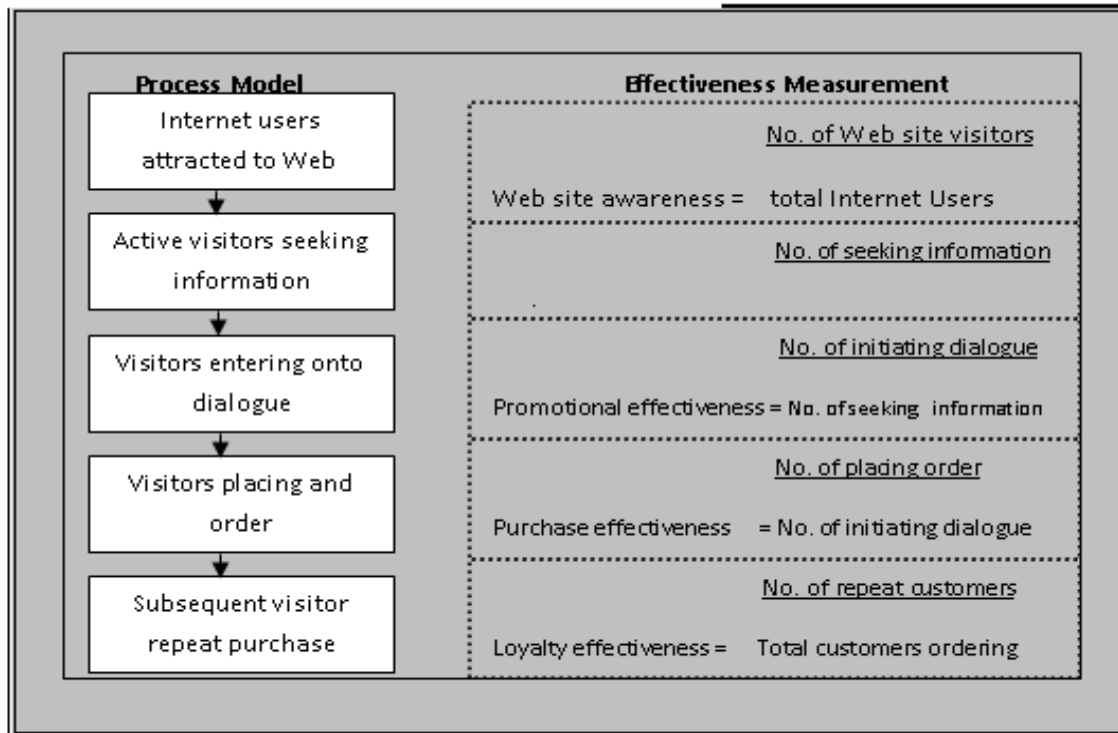 Process Model
Internet users
attracted to Web
Active visitors seeking
information
Visitors entering onto
dialogue
Visitors placing and
order
Subsequent visitor
repeat purchase
Effectiveness Measurement
No. of Web site visitors
Web site awareness = total Internet Users
No. of seeking information
.
No. of initiating dialogue
Promotional effectiveness = No. of seeking information
No. of placing order
Purchase effectiveness = No. of initiating dialogue
No. of repeat customers
Loyalty effectiveness = Total customers ordering